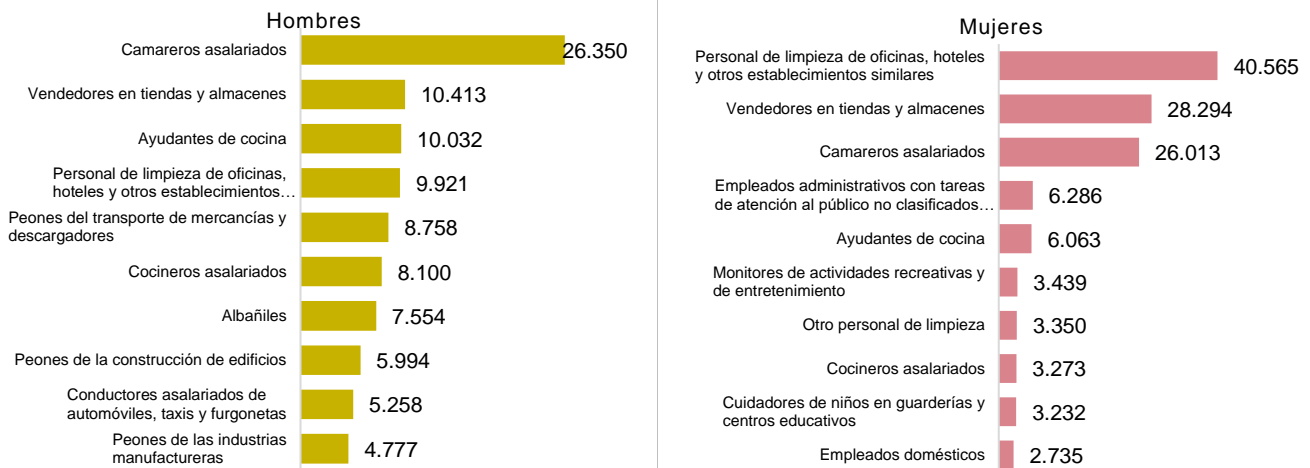 Hombres
Camareros asalariados
26.350
Vendedores en tiendas y almacenes
10.413
Ayudantes de cocina
10.032
Personal de limpieza de oficinas,
hoteles y otros establecimientos…
9.921
Peones del transporte de mercancías y
descargadores
8.758
Cocineros asalariados
8.100
Albañiles
7.554
Peones de la construcción de edificios
5.994
Conductores asalariados de
automóviles, taxis y furgonetas
5.258
Peones de las industrias
manufactureras
4.777
Mujeres
Personal de limpieza de oficinas, hoteles
y otros establecimientos similares
40.565
Vendedores en tiendas y almacenes
28.294
Camareros asalariados
26.013
Empleados administrativos con tareas
de atención al público no clasificados…
6.286
Ayudantes de cocina
6.063
Monitores de actividades recreativas y
de entretenimiento
3.439
Otro personal de limpieza
3.350
Cocineros asalariados
3.273
Cuidadores de niños en guarderías y
centros educativos
3.232
Empleados domésticos
2.735